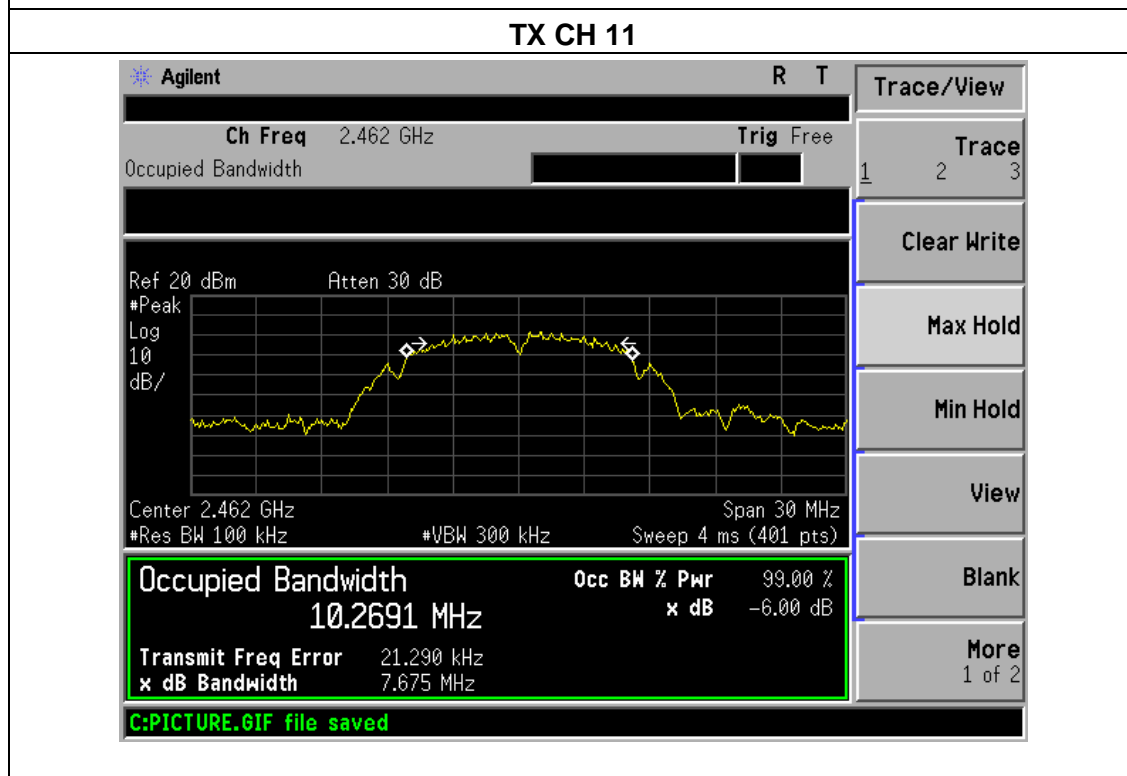 TX CH 11
Agilent R T
Ch Freq 2.462 GHz Trig Free
Occupied Bandwidth
Ref 20 dBm Atten 30 dB
#Peak
Log
10
dB/
Center 2.462 GHz Span 30 MHz
#Res BW 100 kHz #VBW 300 kHz Sweep 4 ms (401 pts)
Occupied Bandwidth Occ BW % Pwr 99.00 %
10.2691 MHz x dB -6.00 dB
Transmit Freq Error 21.290 kHz
x dB Bandwidth 7.675 MHz
C:PICTURE.GIF file saved
Trace/View
Trace
1 2 3
Clear Write
Max Hold
Min Hold
View
Blank
More
1 of 2